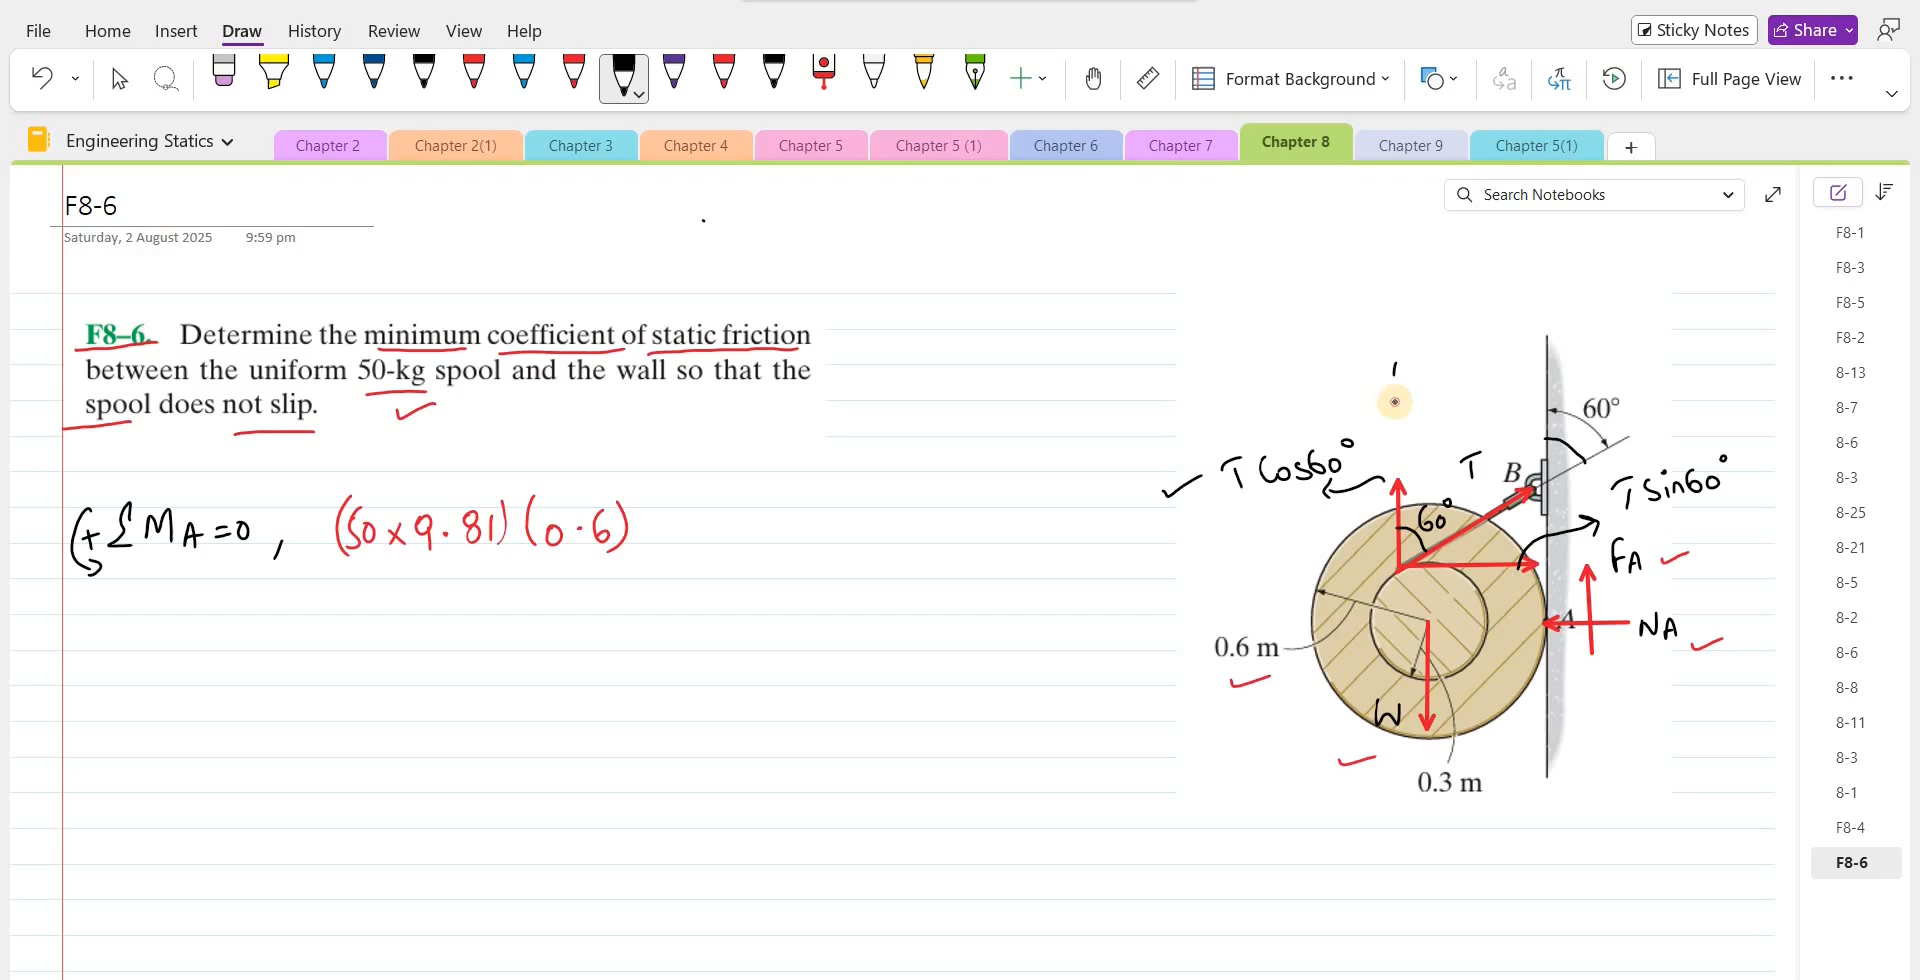 File Home Insert Draw History Review View Help
Sticky Notes Share
Format Background Full Page View
Engineering Statics Chapter 2 Chapter 2(1) Chapter 3 Chapter 4 Chapter 5 Chapter 5 (1) Chapter 6 Chapter 7 Chapter 8 Chapter 9 Chapter 5(1) +
F8-6
Saturday, 2 August 2025 9:59 pm
Search Notebooks
F8–6. Determine the minimum coefficient of static friction
between the uniform 50-kg spool and the wall so that the
spool does not slip.
(+ΣMA=0, (50×9.81)(0.6)
60°
T Cos60°
T
B
T sin60°
60°
FA
A
NA
0.6 m
W
0.3 m
F8-1
F8-3
F8-5
F8-2
8-13
8-7
8-6
8-3
8-25
8-21
8-5
8-2
8-6
8-8
8-11
8-3
8-1
F8-4
F8-6